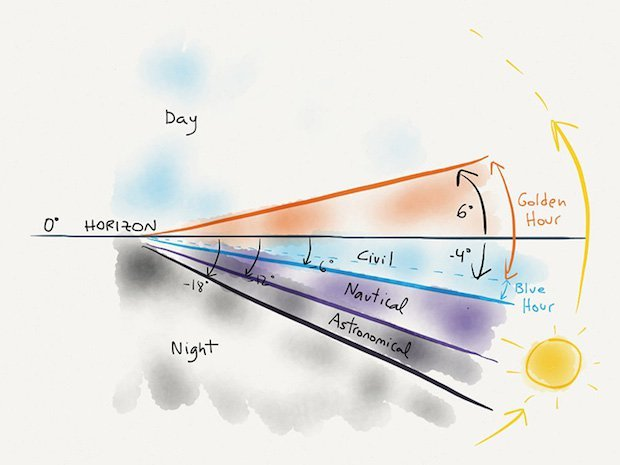 Day
Golden
Hour
6°
0°
HORIZON
Civil
-4°
-6°
-12°
-18°
Nautical
Blue
Hour
Astronomical
Night